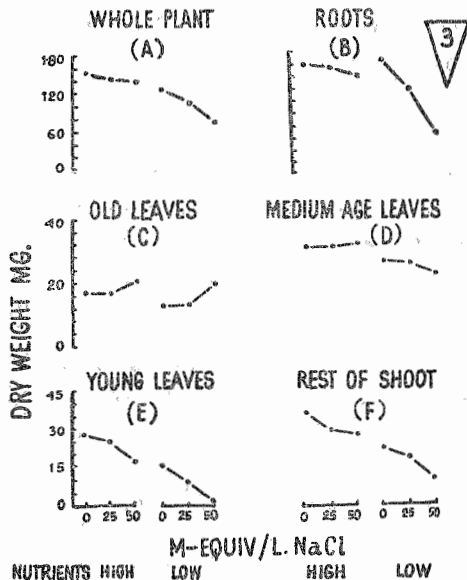 WHOLE PLANT ROOTS
(A) (B) 3
180
120
60
0
OLD LEAVES MEDIUM AGE LEAVES
(C) (D)
40
20
0
DRY WEIGHT MG.
YOUNG LEAVES REST OF SHOOT
(E) (F)
45
30
15
0
0 25 50 0 25 50 0 25 50 0 25 50
M-EQUIV/L. NaCl
NUTRIENTS HIGH LOW HIGH LOW